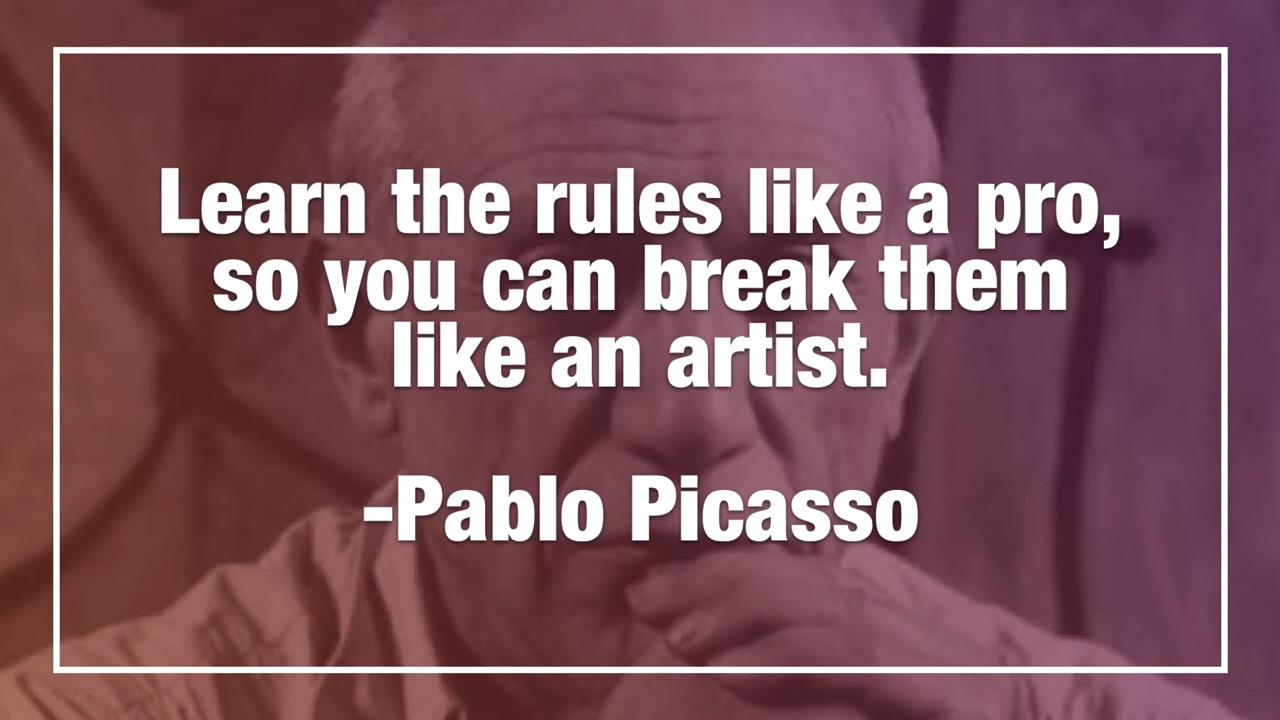 Learn the rules like a pro,
so you can break them
like an artist.
-Pablo Picasso